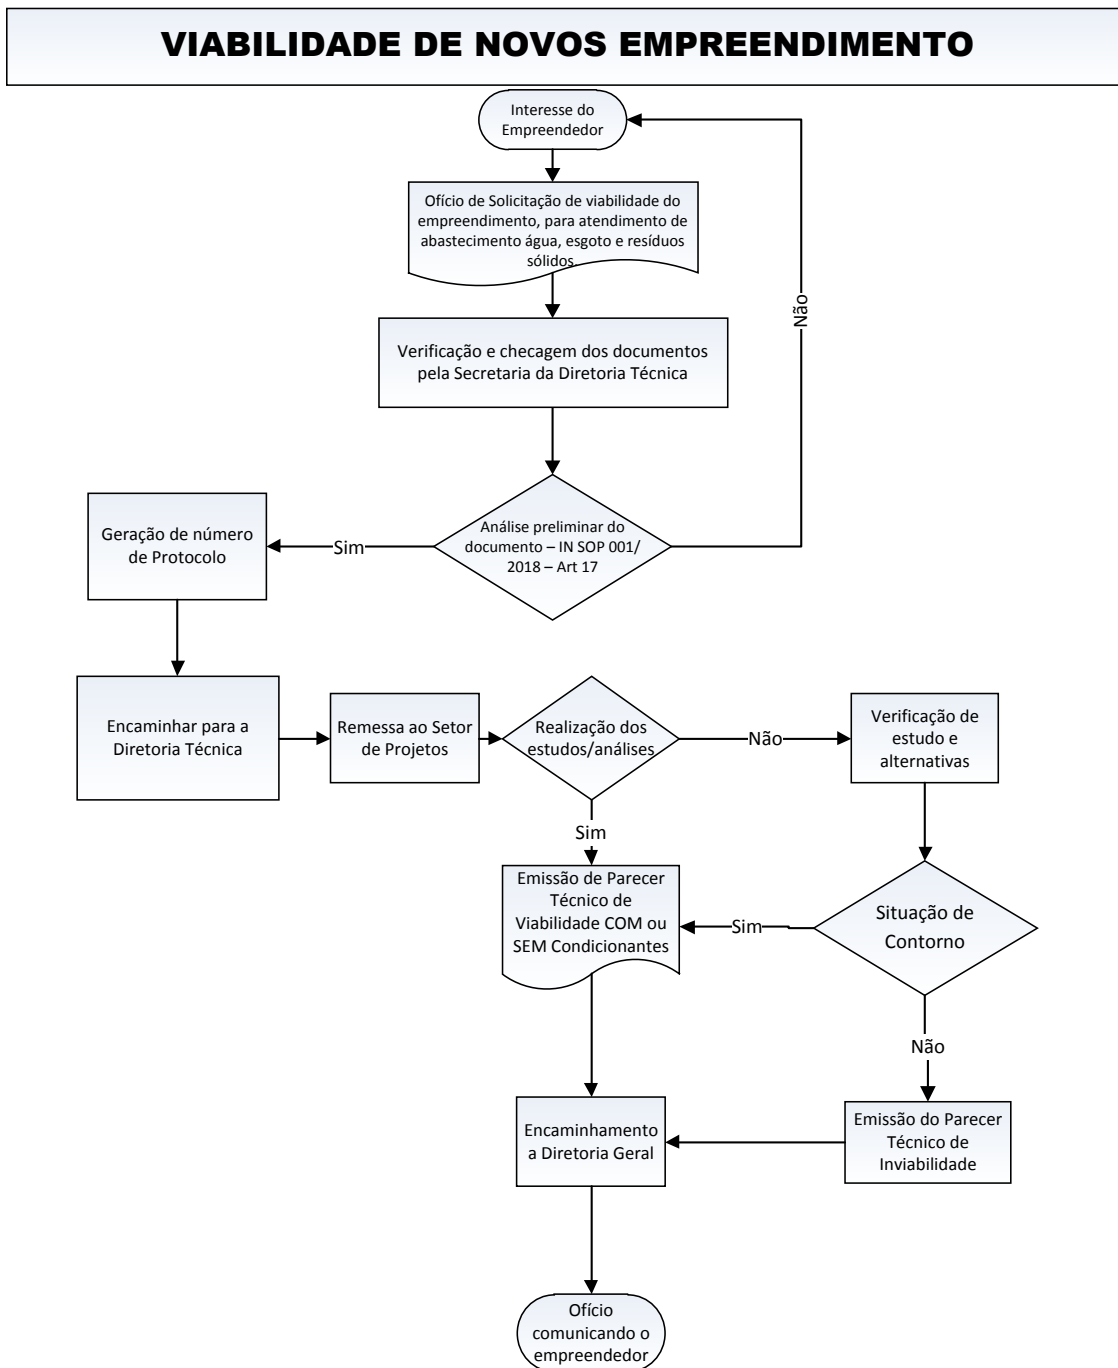 VIABILIDADE DE NOVOS EMPREENDIMENTO
Interesse do
Empreendedor
Ofício de Solicitação de viabilidade do
empreendimento, para atendimento de
abastecimento água, esgoto e resíduos
sólidos.
Não
Verificação e checagem dos documentos
pela Secretaria da Diretoria Técnica
Análise preliminar do
documento – IN SOP 001/
2018 – Art 17
Sim
Geração de número
de Protocolo
Encaminhar para a
Diretoria Técnica
Remessa ao Setor
de Projetos
Realização dos
estudos/análises
Não
Verificação de
estudo e
alternativas
Sim
Emissão de Parecer
Técnico de
Viabilidade COM ou
SEM Condicionantes
Sim
Situação de
Contorno
Não
Encaminhamento
a Diretoria Geral
Emissão do Parecer
Técnico de
Inviabilidade
Ofício
comunicando o
empreendedor